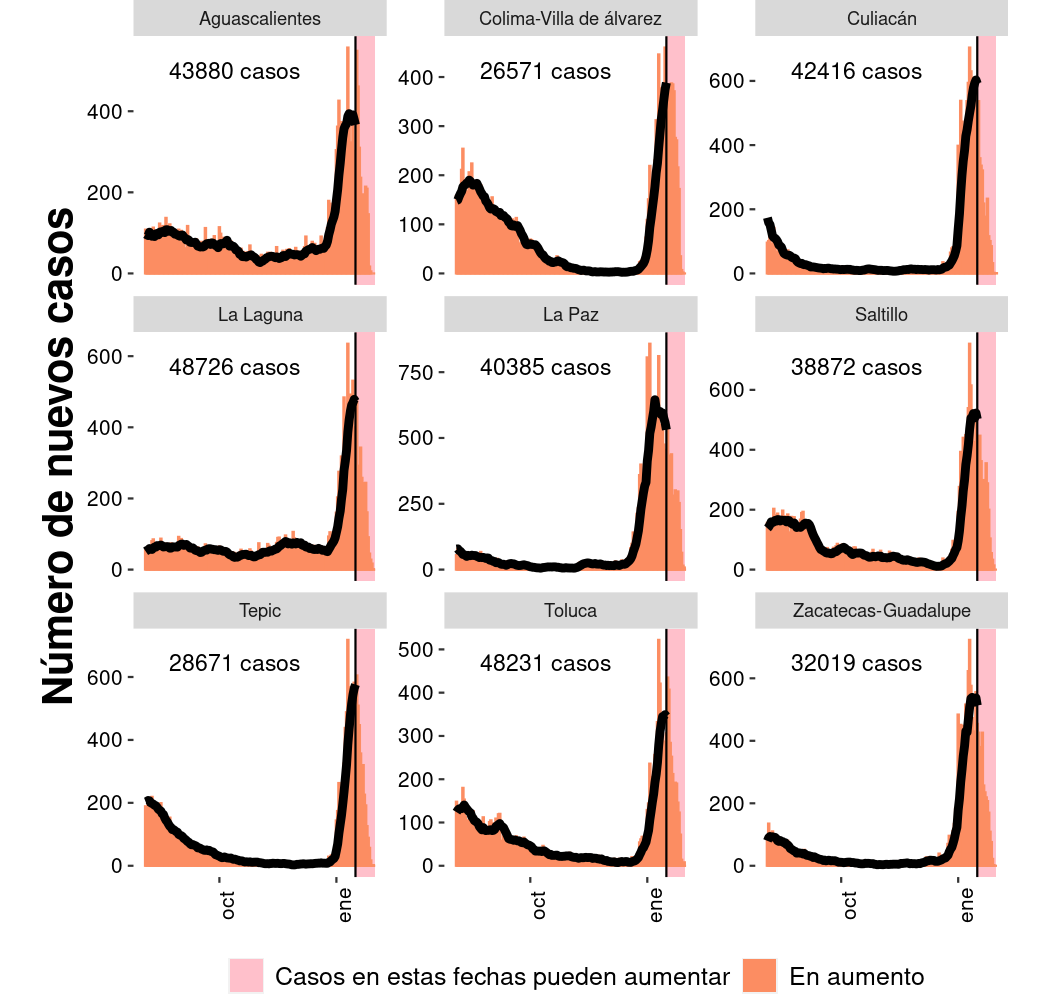 Número de nuevos casos
Aguascalientes
43880 casos
400
200
0
Colima-Villa de álvarez
26571 casos
400
300
200
100
0
Culiacán
42416 casos
600
400
200
0
La Laguna
48726 casos
600
400
200
0
La Paz
40385 casos
750
500
250
0
Saltillo
38872 casos
600
400
200
0
Tepic
28671 casos
600
400
200
0
oct
ene
Toluca
48231 casos
500
400
300
200
100
0
oct
ene
Zacatecas-Guadalupe
32019 casos
600
400
200
0
oct
ene
Casos en estas fechas pueden aumentar
En aumento